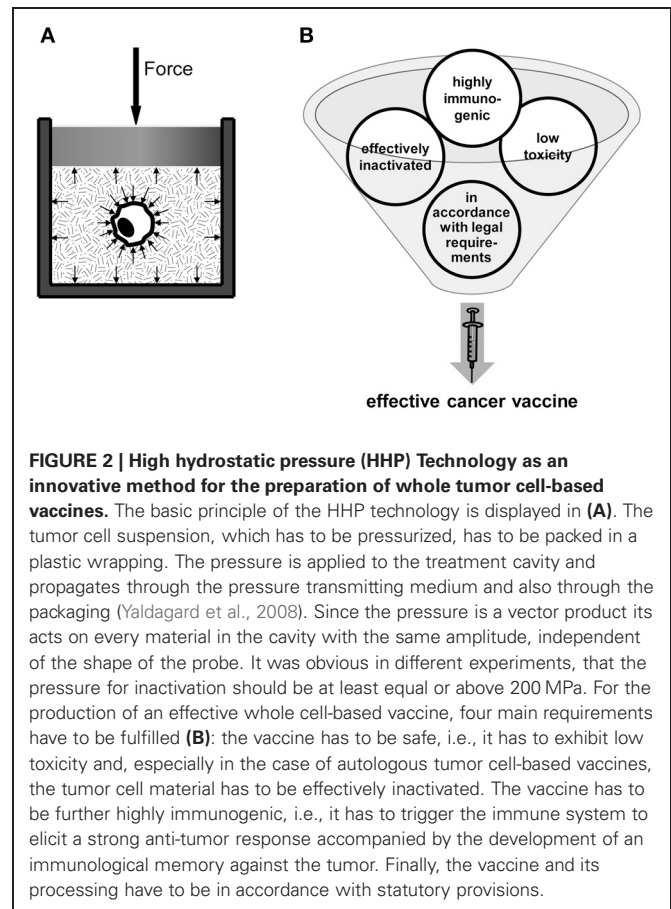 A
B
Force
highly
immuno-
genic
effectively
inactivated
low
toxicity
in
accordance
with legal
require-
ments
effective cancer vaccine
FIGURE 2 | High hydrostatic pressure (HHP) Technology as an
innovative method for the preparation of whole tumor cell-based
vaccines. The basic principle of the HHP technology is displayed in (A). The
tumor cell suspension, which has to be pressurized, has to be packed in a
plastic wrapping. The pressure is applied to the treatment cavity and
propagates through the pressure transmitting medium and also through the
packaging (Yaldagard et al., 2008). Since the pressure is a vector product its
acts on every material in the cavity with the same amplitude, independent
of the shape of the probe. It was obvious in different experiments, that the
pressure for inactivation should be at least equal or above 200 MPa. For the
production of an effective whole cell-based vaccine, four main requirements
have to be fulfilled (B): the vaccine has to be safe, i.e., it has to exhibit low
toxicity and, especially in the case of autologous tumor cell-based vaccines,
the tumor cell material has to be effectively inactivated. The vaccine has to
be further highly immunogenic, i.e., it has to trigger the immune system to
elicit a strong anti-tumor response accompanied by the development of an
immunological memory against the tumor. Finally, the vaccine and its
processing have to be in accordance with statutory provisions.